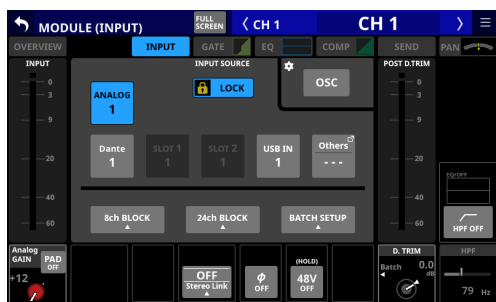 MODULE (INPUT)
FULL SCREEN
CH 1
CH 1
OVERVIEW
INPUT
GATE
EQ
COMP
SEND
PAN
INPUT
INPUT SOURCE
POST D.TRIM
0
3
9
20
40
60
ANALOG
1
LOCK
OSC
0
3
9
20
40
60
Dante
1
SLOT 1
1
SLOT 2
1
USB IN
1
Others
---
EQ/OFF
8ch BLOCK
24ch BLOCK
BATCH SETUP
HPF OFF
Analog
GAIN
PAD
OFF
+12
OFF
Stereo Link
ϕ
OFF
(HOLD)
48V
OFF
D. TRIM
Batch
0.0
dB
HPF
79 Hz